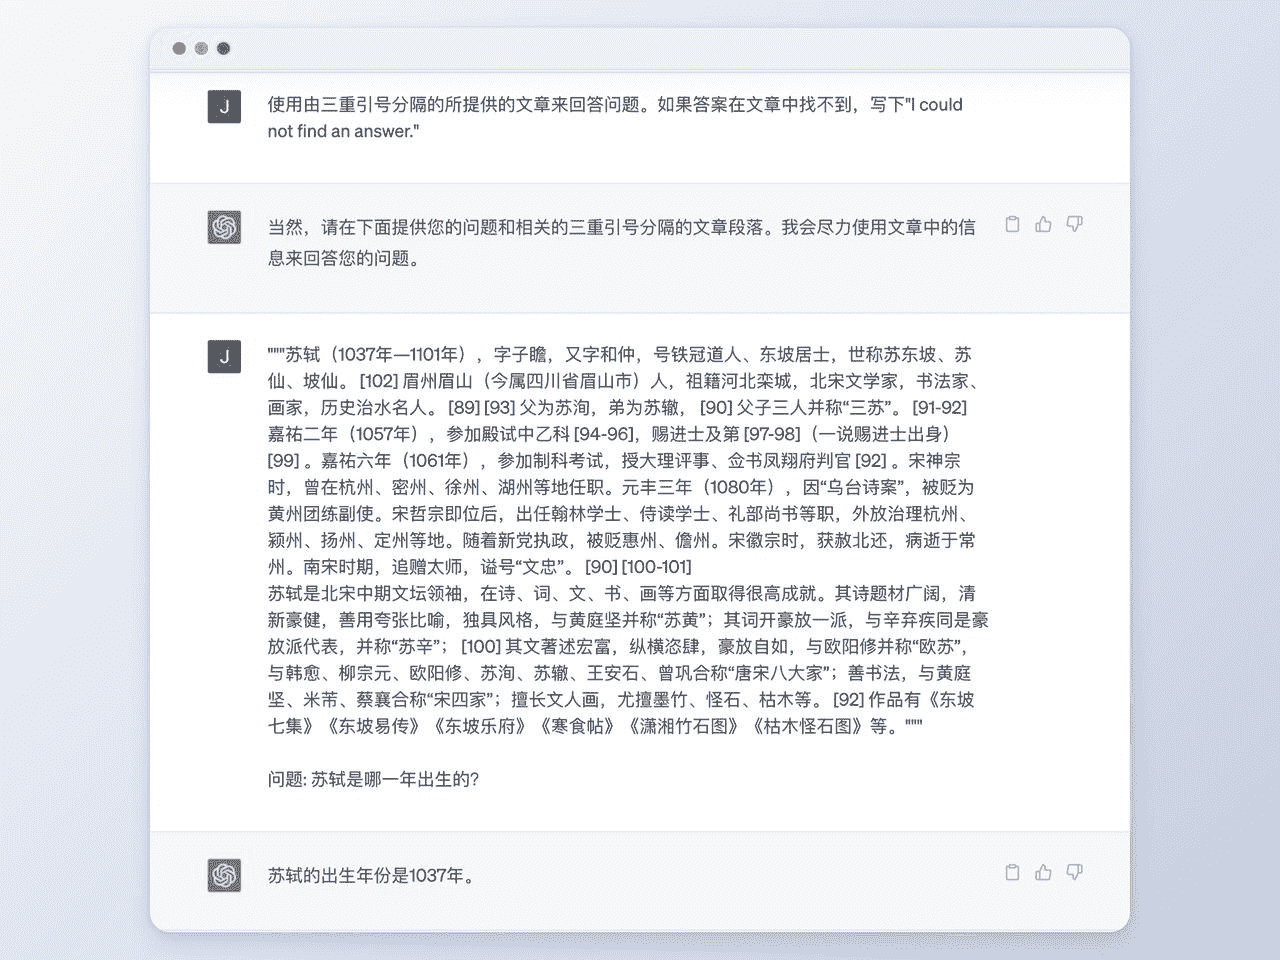 J
使用由三重引号分隔的所提供的文章来回答问题。如果答案在文章中找不到，写下"I could
not find an answer."
当然，请在下面提供您的问题和相关的三重引号分隔的文章段落。我会尽力使用文章中的信
息来回答您的问题。
J
"""苏轼（1037年—1101年），字子瞻，又字和仲，号铁冠道人、东坡居士，世称苏东坡、苏
仙、坡仙。[102] 眉州眉山（今属四川省眉山市）人，祖籍河北栾城，北宋文学家，书法家、
画家，历史治水名人。[89] [93] 父为苏洵，弟为苏辙，[90] 父子三人并称“三苏”。[91-92]
嘉祐二年（1057年），参加殿试中乙科 [94-96]，赐进士及第 [97-98]（一说赐进士出身）
[99] 。嘉祐六年（1061年），参加制科考试，授大理评事、佥书凤翔府判官 [92] 。宋神宗
时，曾在杭州、密州、徐州、湖州等地任职。元丰三年（1080年），因“乌台诗案”，被贬为
黄州团练副使。宋哲宗即位后，出任翰林学士、侍读学士、礼部尚书等职，外放治理杭州、
颍州、扬州、定州等地。随着新党执政，被贬惠州、儋州。宋徽宗时，获赦北还，病逝于常
州。南宋时期，追赠太师，谥号“文忠”。[90] [100-101]
苏轼是北宋中期文坛领袖，在诗、词、文、书、画等方面取得很高成就。其诗题材广阔，清
新豪健，善用夸张比喻，独具风格，与黄庭坚并称“苏黄”；其词开豪放一派，与辛弃疾同是豪
放派代表，并称“苏辛”；[100] 其文著述宏富，纵横恣肆，豪放自如，与欧阳修并称“欧苏”，
与韩愈、柳宗元、欧阳修、苏洵、苏辙、王安石、曾巩合称“唐宋八大家”；善书法，与黄庭
坚、米芾、蔡襄合称“宋四家”；擅长文人画，尤擅墨竹、怪石、枯木等。[92] 作品有《东坡
七集》《东坡易传》《东坡乐府》《寒食帖》《潇湘竹石图》《枯木怪石图》等。"""
问题: 苏轼是哪一年出生的?
苏轼的出生年份是1037年。